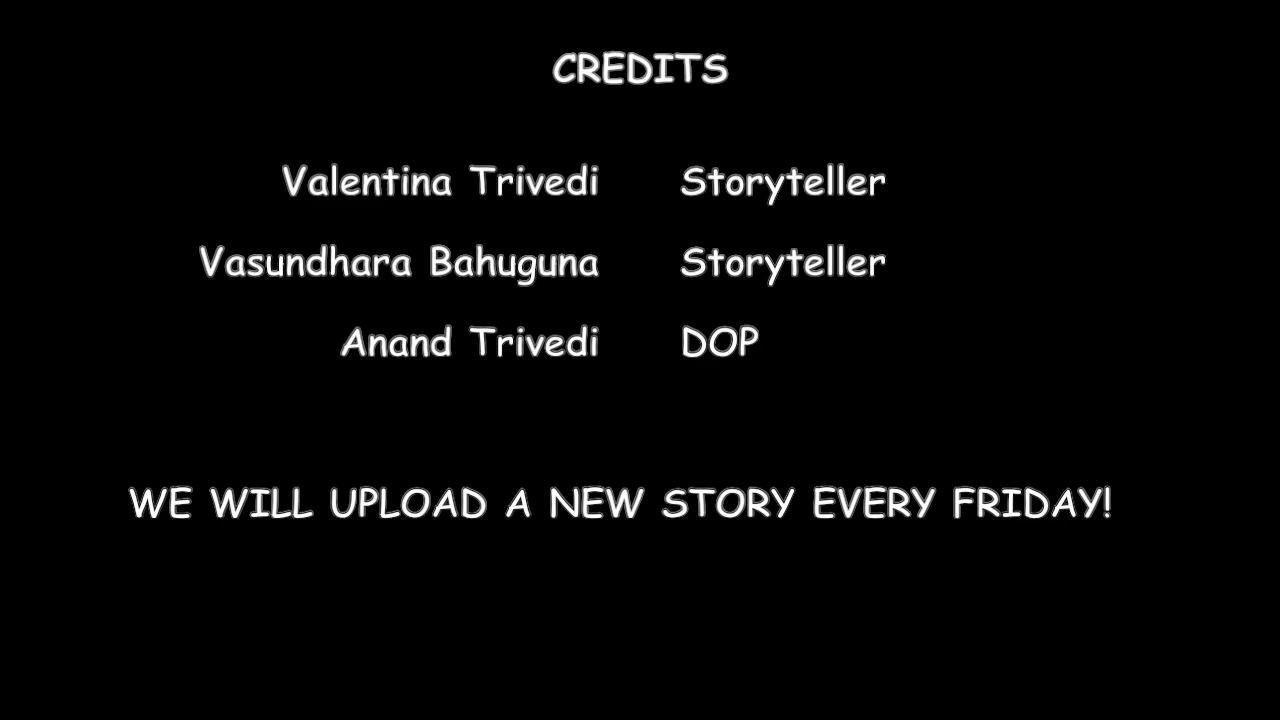 CREDITS
Valentina Trivedi Storyteller
Vasundhara Bahuguna Storyteller
Anand Trivedi DOP
WE WILL UPLOAD A NEW STORY EVERY FRIDAY!